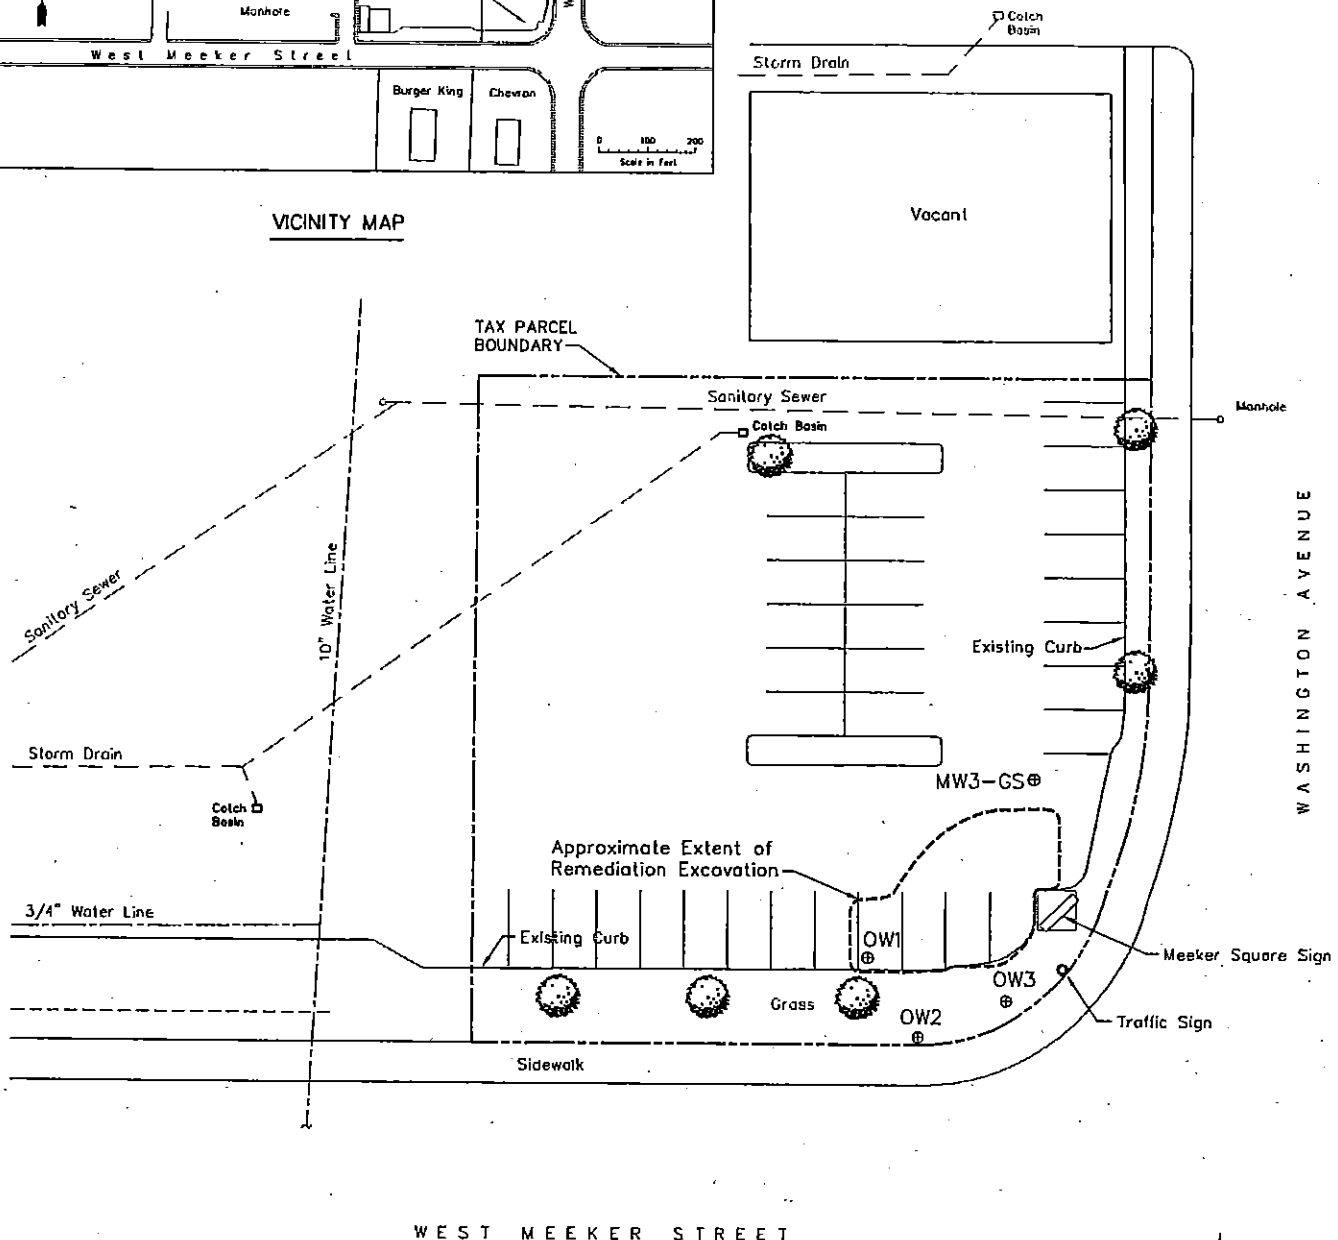 Manhole
West Meeker Street
Burger King
Chevron
0 100 200
Scale in Feet
VICINITY MAP
Catch
Basin
Storm Drain
Vacant
TAX PARCEL
BOUNDARY
Sanitary Sewer
Manhole
Catch Basin
WASHINGTON AVENUE
10" Water Line
Sanitary Sewer
Existing Curb
Storm Drain
MW3-GS
Catch
Basin
Approximate Extent of
Remediation Excavation
3/4" Water Line
Existing Curb
OW1
Meeker Square Sign
OW3
Grass
OW2
Traffic Sign
Sidewalk
WEST MEEKER STREET